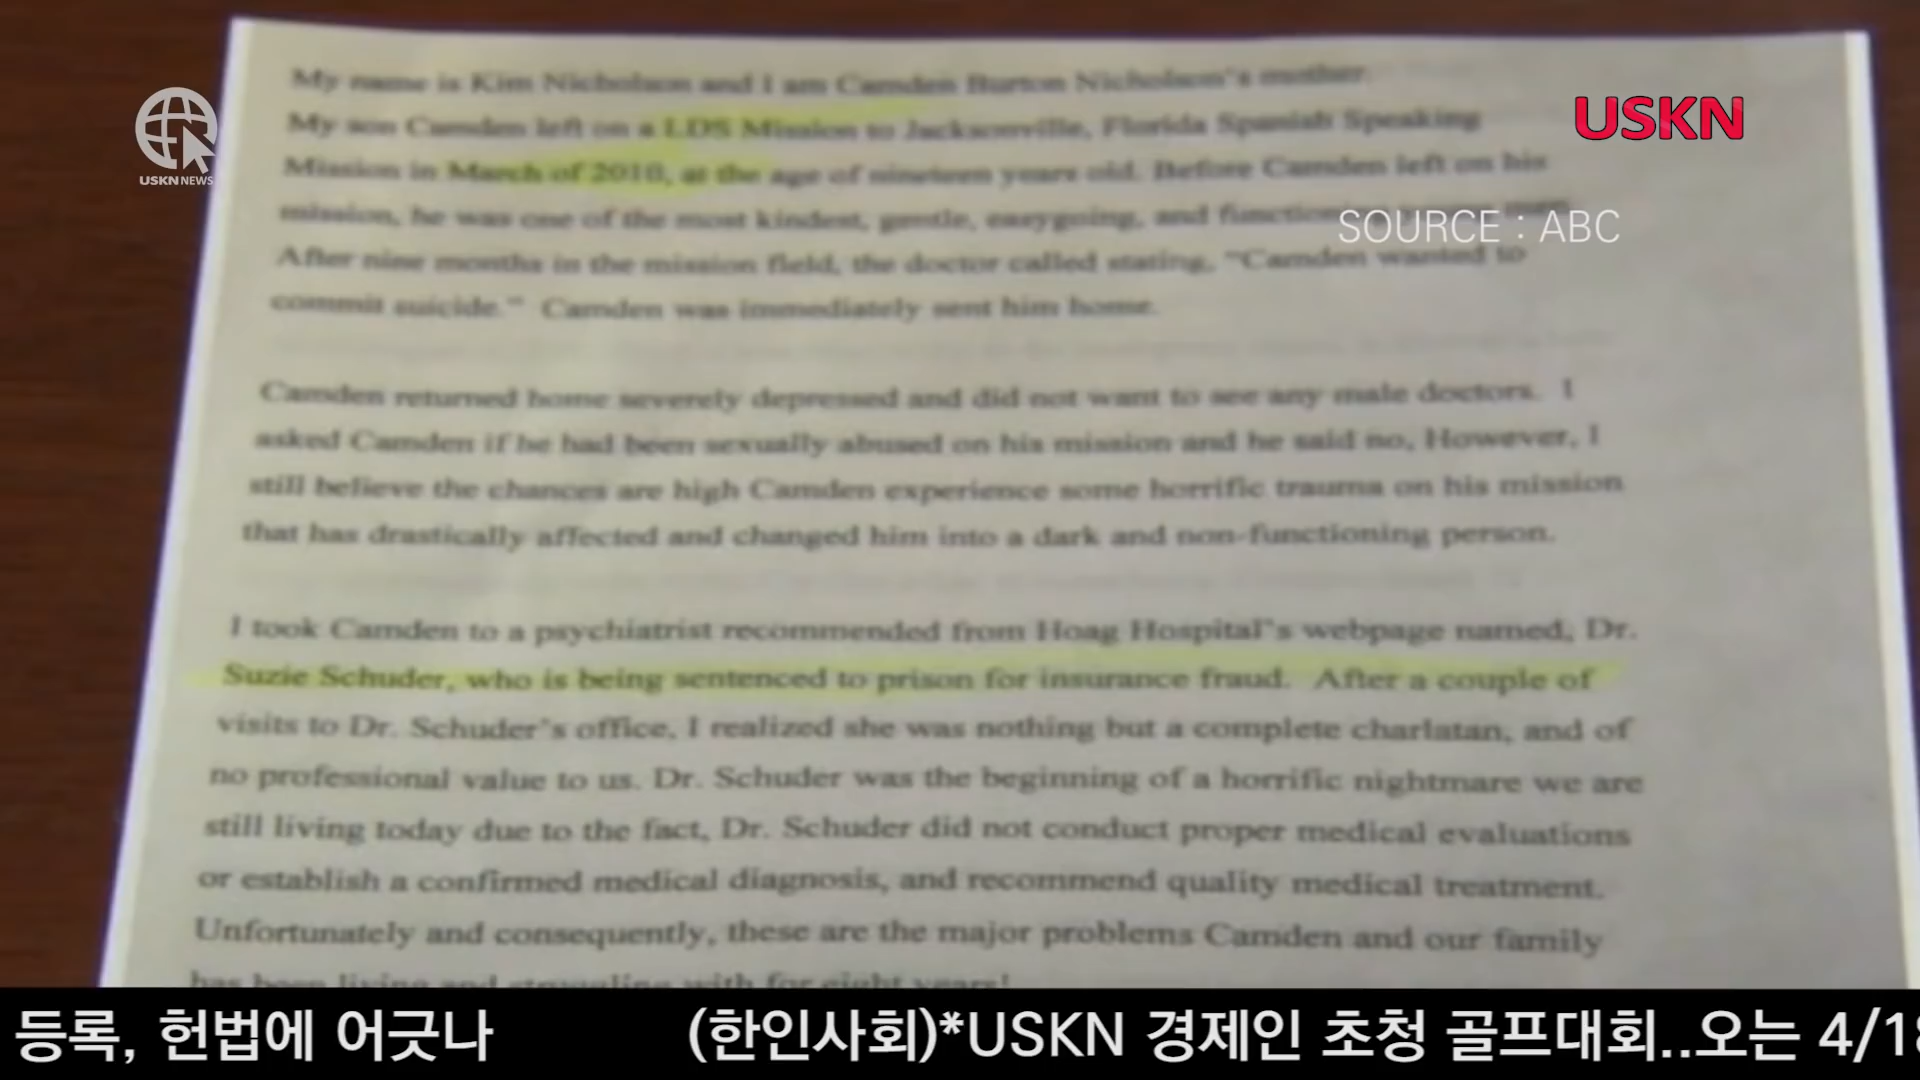 My name is Kim Nicholson and I am Camden Burton Nicholson's mother.
My son Camden left on a LDS Mission to Jacksonville, Florida Spanish Speaking
Mission in March of 2010, at the age of nineteen years old. Before Camden left on his
mission, he was one of the most kindest, gentle, easygoing, and
After nine months in the mission field, the doctor called stating, "Camden wanted to
commit suicide." Camden was immediately sent him home.
Camden returned home severely depressed and did not want to see any male doctors. I
asked Camden if he had been sexually abused on his mission and he said no, However, I
still believe the chances are high Camden experience some horrific trauma on his mission
that has drastically affected and changed him into a dark and non-functioning person.
I took Camden to a psychiatrist recommended from Hoag Hospital's webpage named, Dr.
Suzie Schuder, who is being sentenced to prison for insurance fraud. After a couple of
visits to Dr. Schuder's office, I realized she was nothing but a complete charlatan, and of
no professional value to us. Dr. Schuder was the beginning of a horrific nightmare we are
still living today due to the fact, Dr. Schuder did not conduct proper medical evaluations
or establish a confirmed medical diagnosis, and recommend quality medical treatment.
Unfortunately and consequently, these are the major problems Camden and our family
has been living and struggling with for eight years!
USKN NEWS
USKN
SOURCE : ABC
등록, 헌법에 어긋나 (한인사회)*USKN 경제인 초청 골프대회..오는 4/18